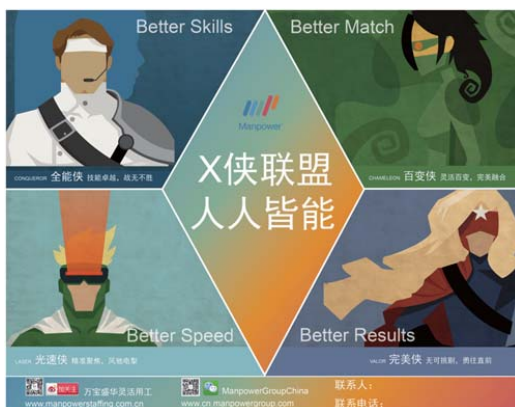 Better Skills
Better Match
Manpower
X侠联盟
人人皆能
CONQUEROR 全能侠 技能卓越，战无不胜
CHAMELEON 百变侠 灵活百变，完美融合
Better Speed
Better Results
LASER 光速侠 精准聚焦，风驰电掣
VALOR 完美侠 无可挑剔，勇往直前
万宝盛华灵活用工
www.manpowerstaffing.com.cn
ManpowerGroupChina
www.cn.manpowergroup.com
联系人：
联系电话：